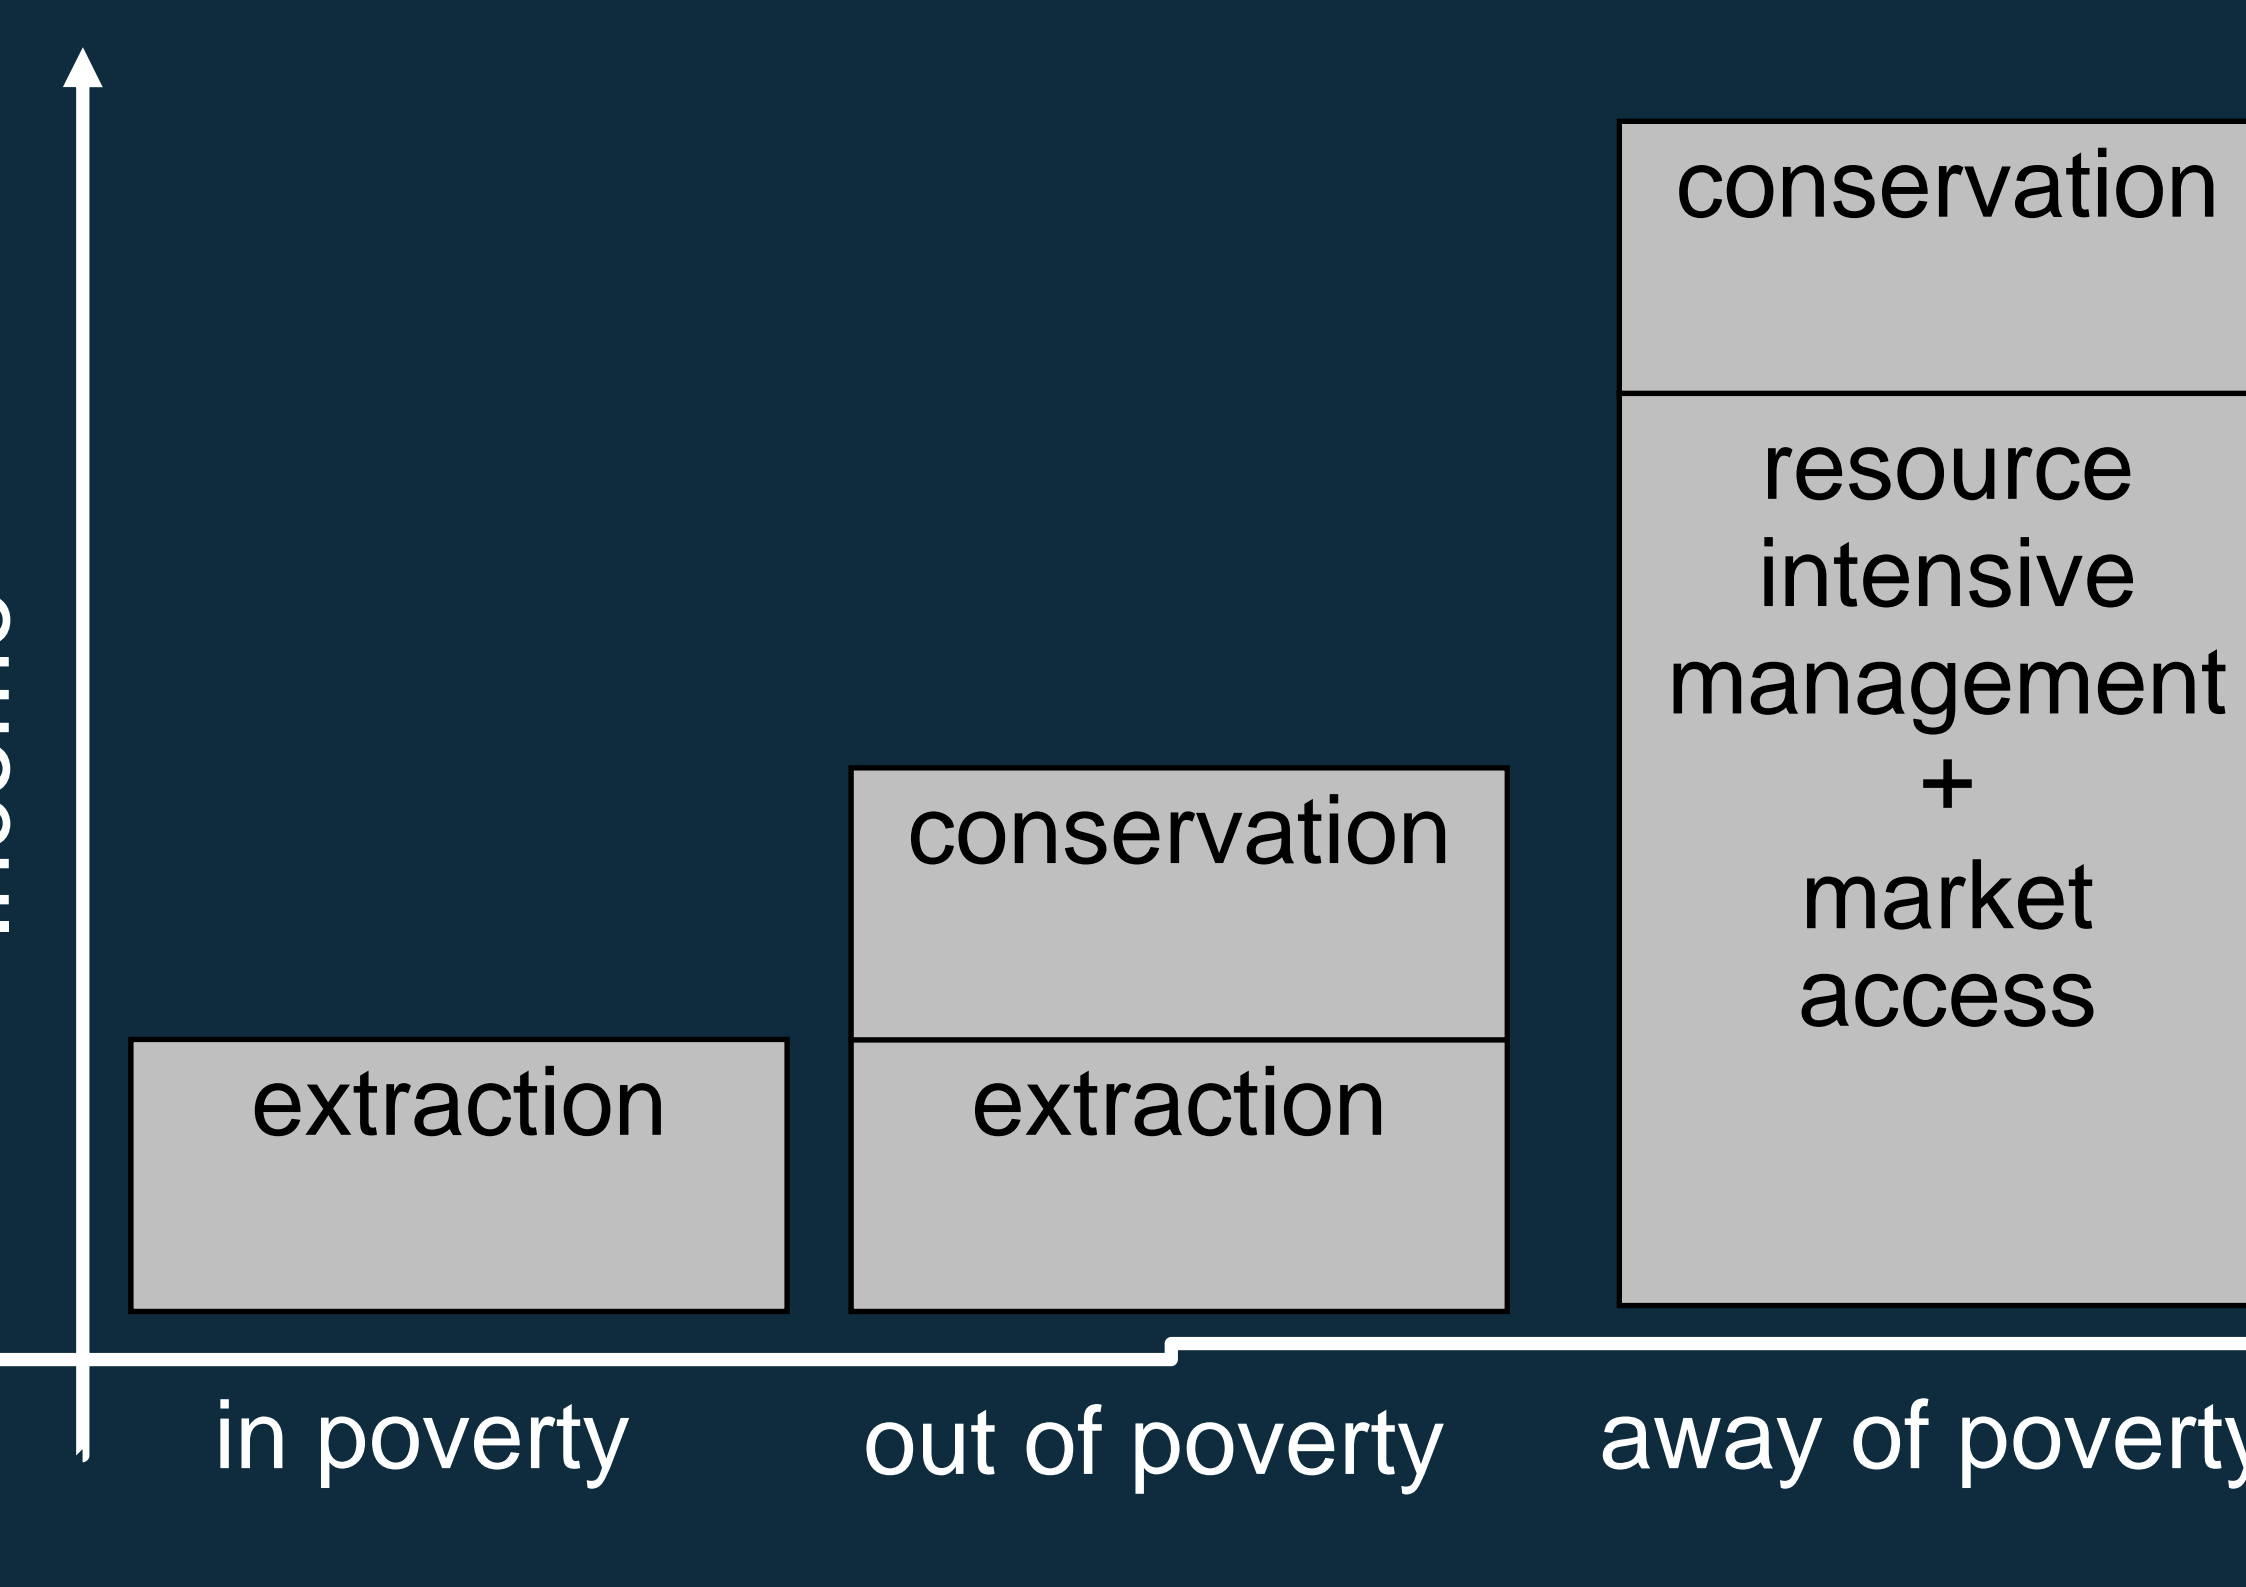 conservation
resource
intensive
management
+
market
access
conservation
extraction
extraction
in poverty
out of poverty
away of poverty